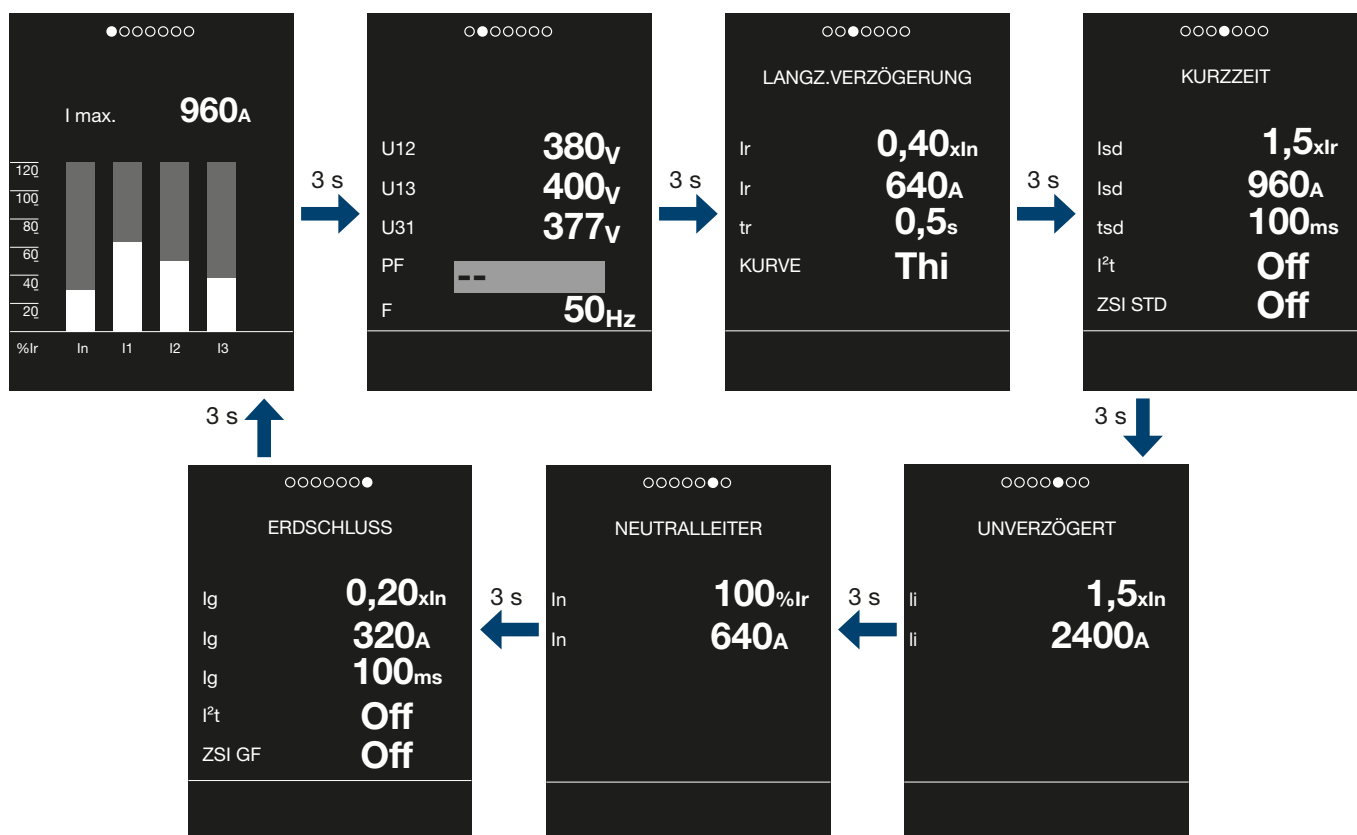 I max. 960A
120
100
80
60
40
20
%Ir In I1 I2 I3
3 s
U12 380V
U13 400V
U31 377V
PF --
F 50Hz
3 s
LANGZ.VERZÖGERUNG
Ir 0,40xIn
Ir 640A
tr 0,5s
KURVE Thi
3 s
KURZZEIT
Isd 1,5xIr
Isd 960A
tsd 100ms
I²t Off
ZSI STD Off
3 s
3 s
ERDSCHLUSS
Ig 0,20xIn
Ig 320A
Ig 100ms
I²t Off
ZSI GF Off
3 s
NEUTRALLEITER
In 100%Ir
In 640A
3 s
UNVERZÖGERT
Ii 1,5xIn
Ii 2400A